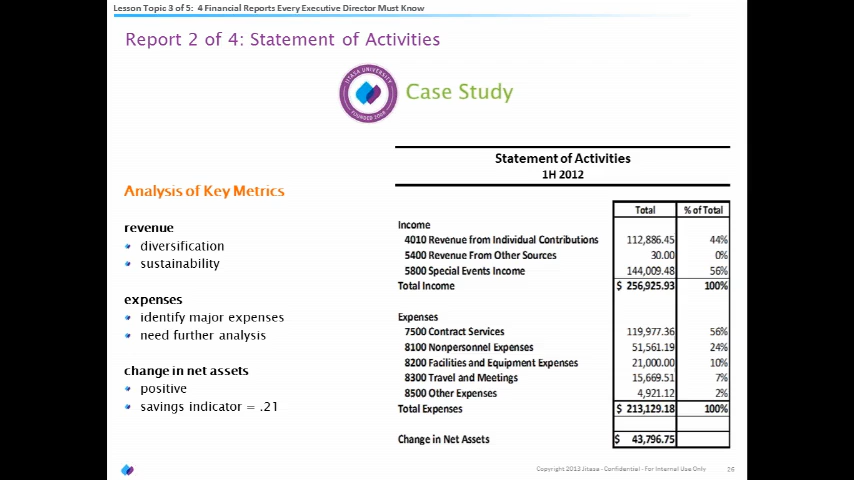 Lesson Topic 3 of 5: 4 Financial Reports Every Executive Director Must Know
Report 2 of 4: Statement of Activities
JITASA UNIVERSITY
FOUNDED 2008
Case Study
Analysis of Key Metrics
revenue
diversification
sustainability
expenses
identify major expenses
need further analysis
change in net assets
positive
savings indicator = .21
Statement of Activities
1H 2012
Total % of Total
Income
4010 Revenue from Individual Contributions 112,886.45 44%
5400 Revenue From Other Sources 30.00 0%
5800 Special Events Income 144,009.48 56%
Total Income $ 256,925.93 100%
Expenses
7500 Contract Services 119,977.36 56%
8100 Nonpersonnel Expenses 51,561.19 24%
8200 Facilities and Equipment Expenses 21,000.00 10%
8300 Travel and Meetings 15,669.51 7%
8500 Other Expenses 4,921.12 2%
Total Expenses $ 213,129.18 100%
Change in Net Assets $ 43,796.75
Copyright 2013 Jitasa - Confidential - For Internal Use Only 26